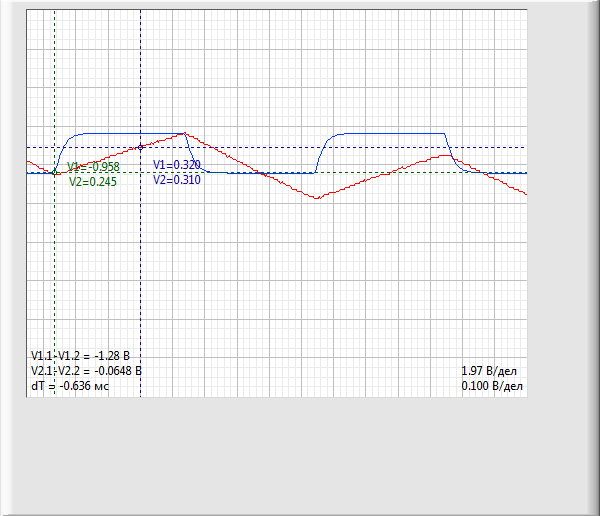 V1=-0.958
V2=0.245
V1=0.320
V2=0.310
V1.1-V1.2 = -1.28 В
V2.1-V2.2 = -0.0648 В
dT = -0.636 мс
1.97 В/дел
0.100 В/дел